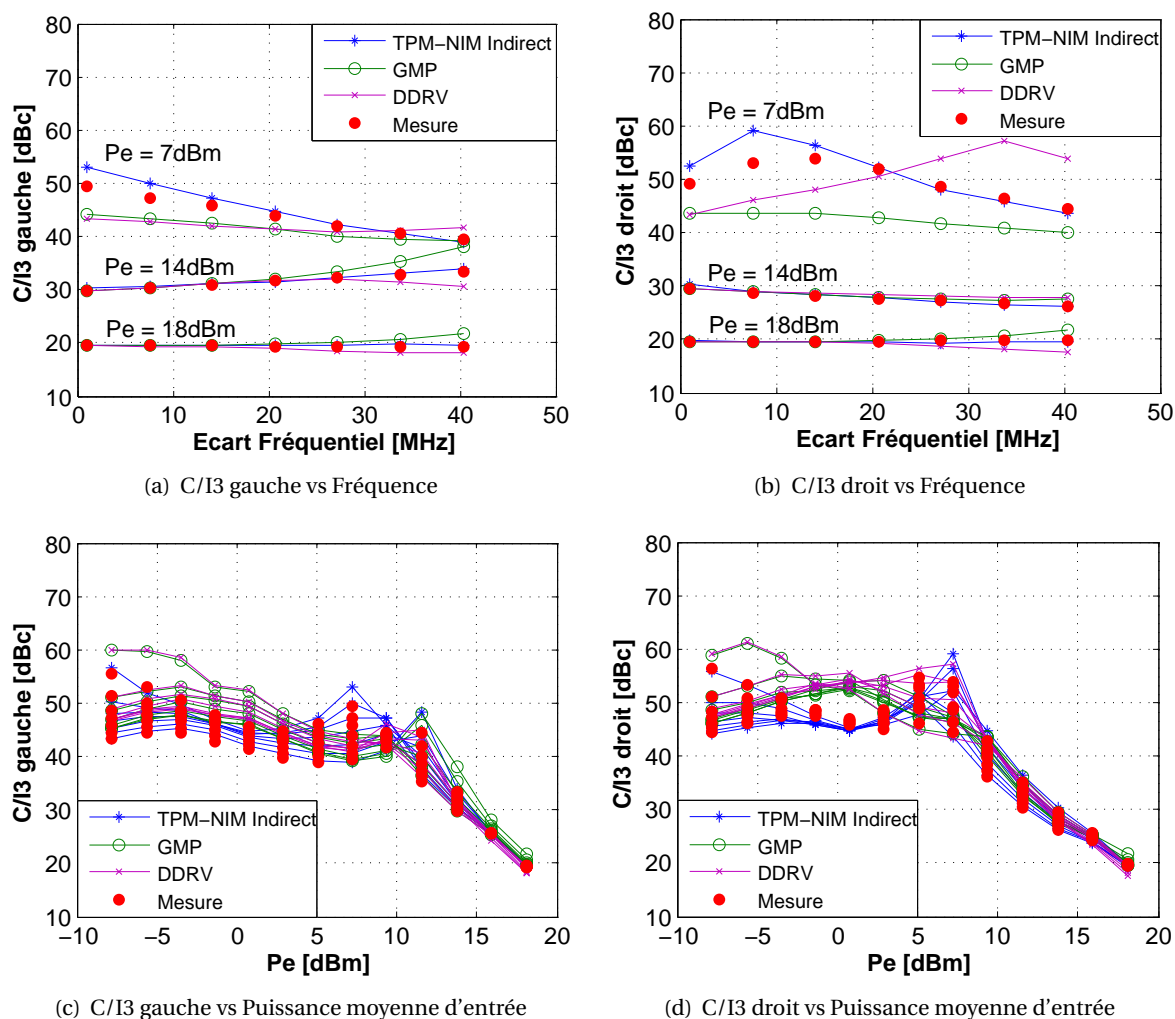 80
70
60
50
40
30
20
10
0 10 20 30 40 50
C/I3 gauche [dBc]
Ecart Fréquentiel [MHz]
TPM−NIM Indirect
GMP
DDRV
Mesure
Pe = 7dBm
Pe = 14dBm
Pe = 18dBm
(a) C/I3 gauche vs Fréquence
80
70
60
50
40
30
20
10
0 10 20 30 40 50
C/I3 droit [dBc]
Ecart Fréquentiel [MHz]
TPM−NIM Indirect
GMP
DDRV
Mesure
Pe = 7dBm
Pe = 14dBm
Pe = 18dBm
(b) C/I3 droit vs Fréquence
80
70
60
50
40
30
20
10
−10 −5 0 5 10 15 20
C/I3 gauche [dBc]
Pe [dBm]
TPM−NIM Indirect
GMP
DDRV
Mesure
(c) C/I3 gauche vs Puissance moyenne d'entrée
80
70
60
50
40
30
20
10
−10 −5 0 5 10 15 20
C/I3 droit [dBc]
Pe [dBm]
TPM−NIM Indirect
GMP
DDRV
Mesure
(d) C/I3 droit vs Puissance moyenne d'entrée